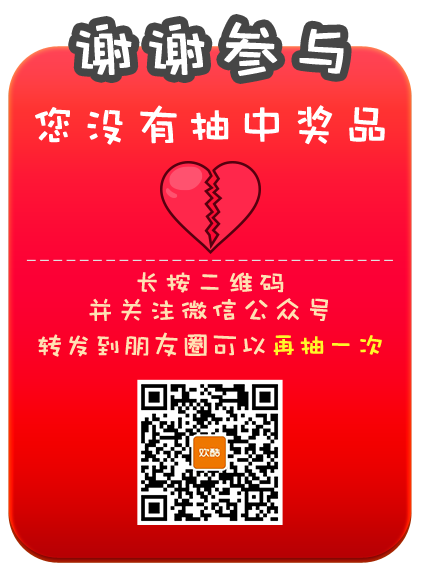 谢谢参与
您没有抽中奖品
长按二维码
并关注微信公众号
转发到朋友圈可以再抽一次
欢酷